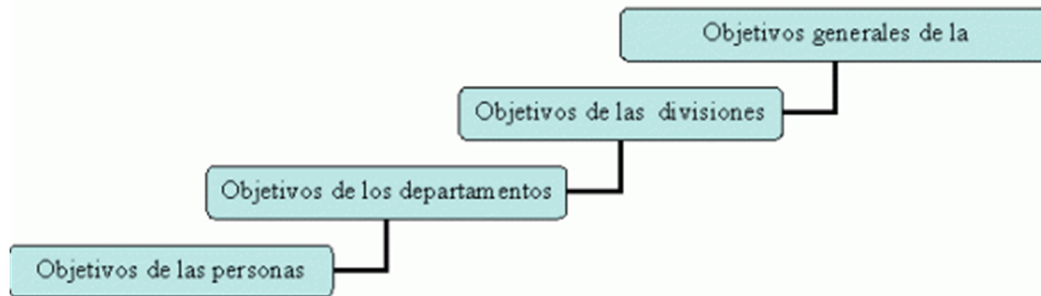 Objetivos generales de la
Objetivos de las divisiones
Objetivos de los departamentos
Objetivos de las personas